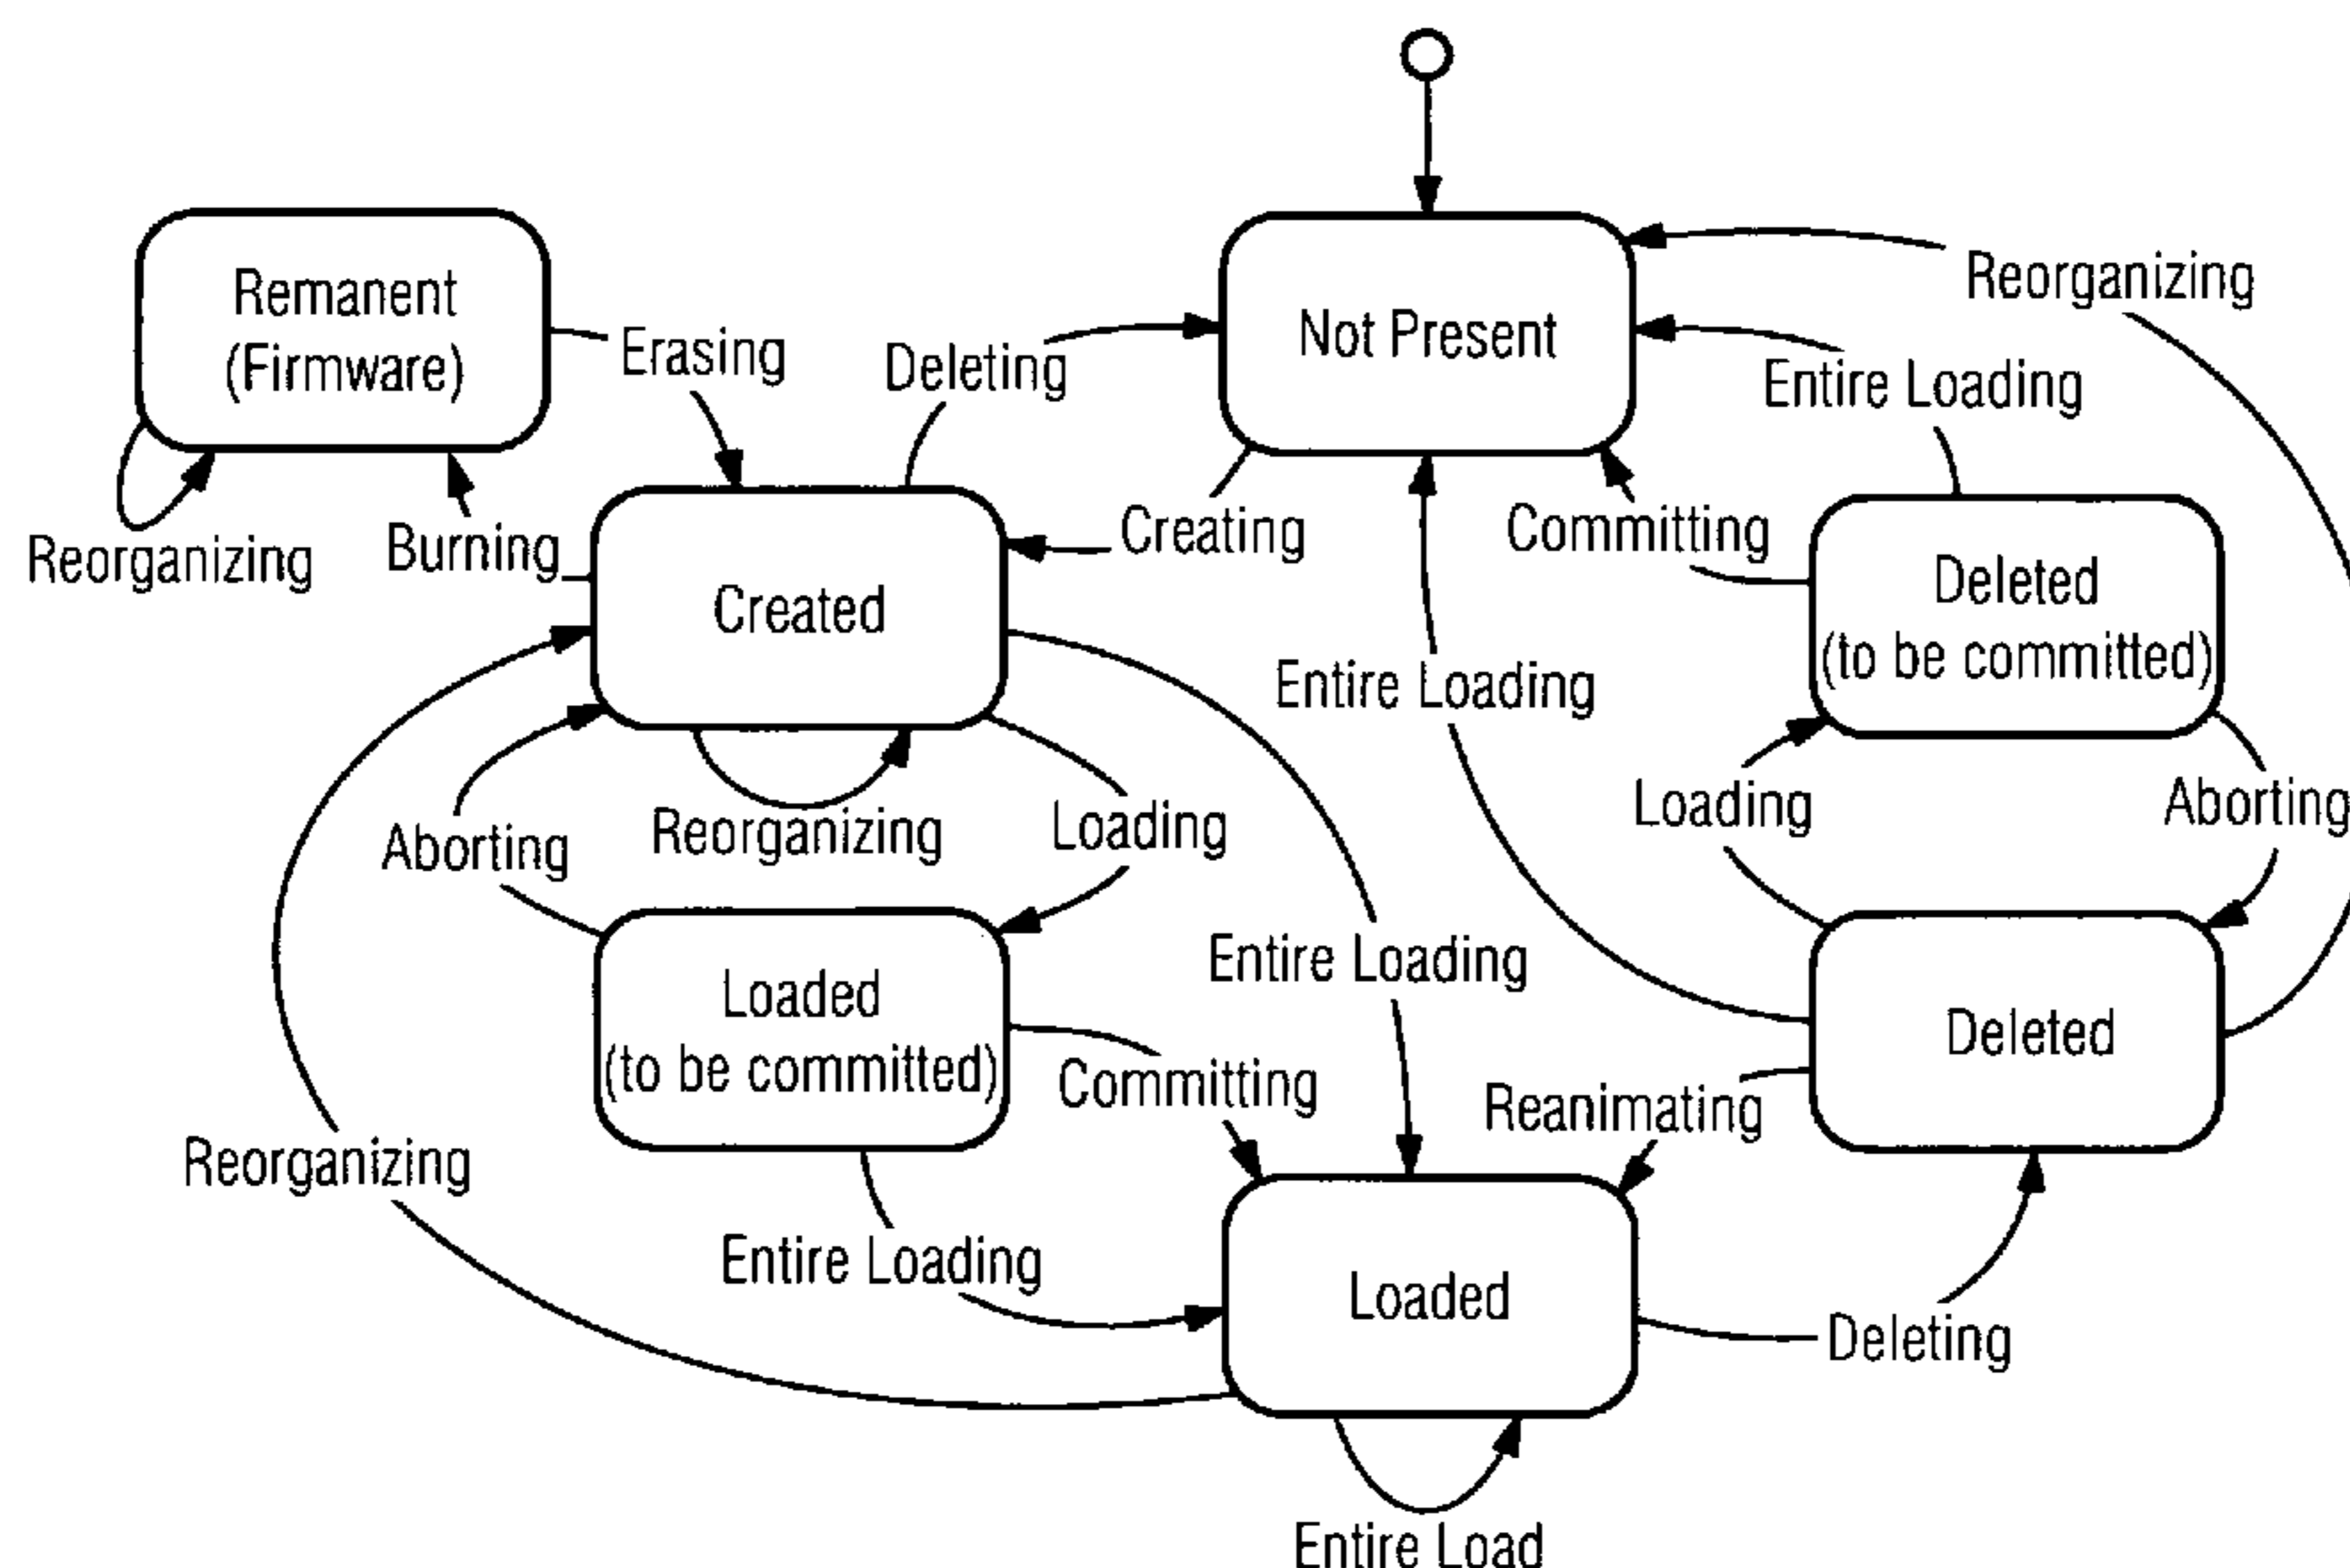 Reorganizing
Remanent
(Firmware)
Not Present
Erasing
Deleting
Entire Loading
Reorganizing
Burning
Creating
Committing
Created
Deleted
(to be committed)
Entire Loading
Aborting
Reorganizing
Loading
Loading
Aborting
Entire Loading
Loaded
(to be committed)
Deleted
Committing
Reanimating
Reorganizing
Entire Loading
Loaded
Deleting
Entire Load